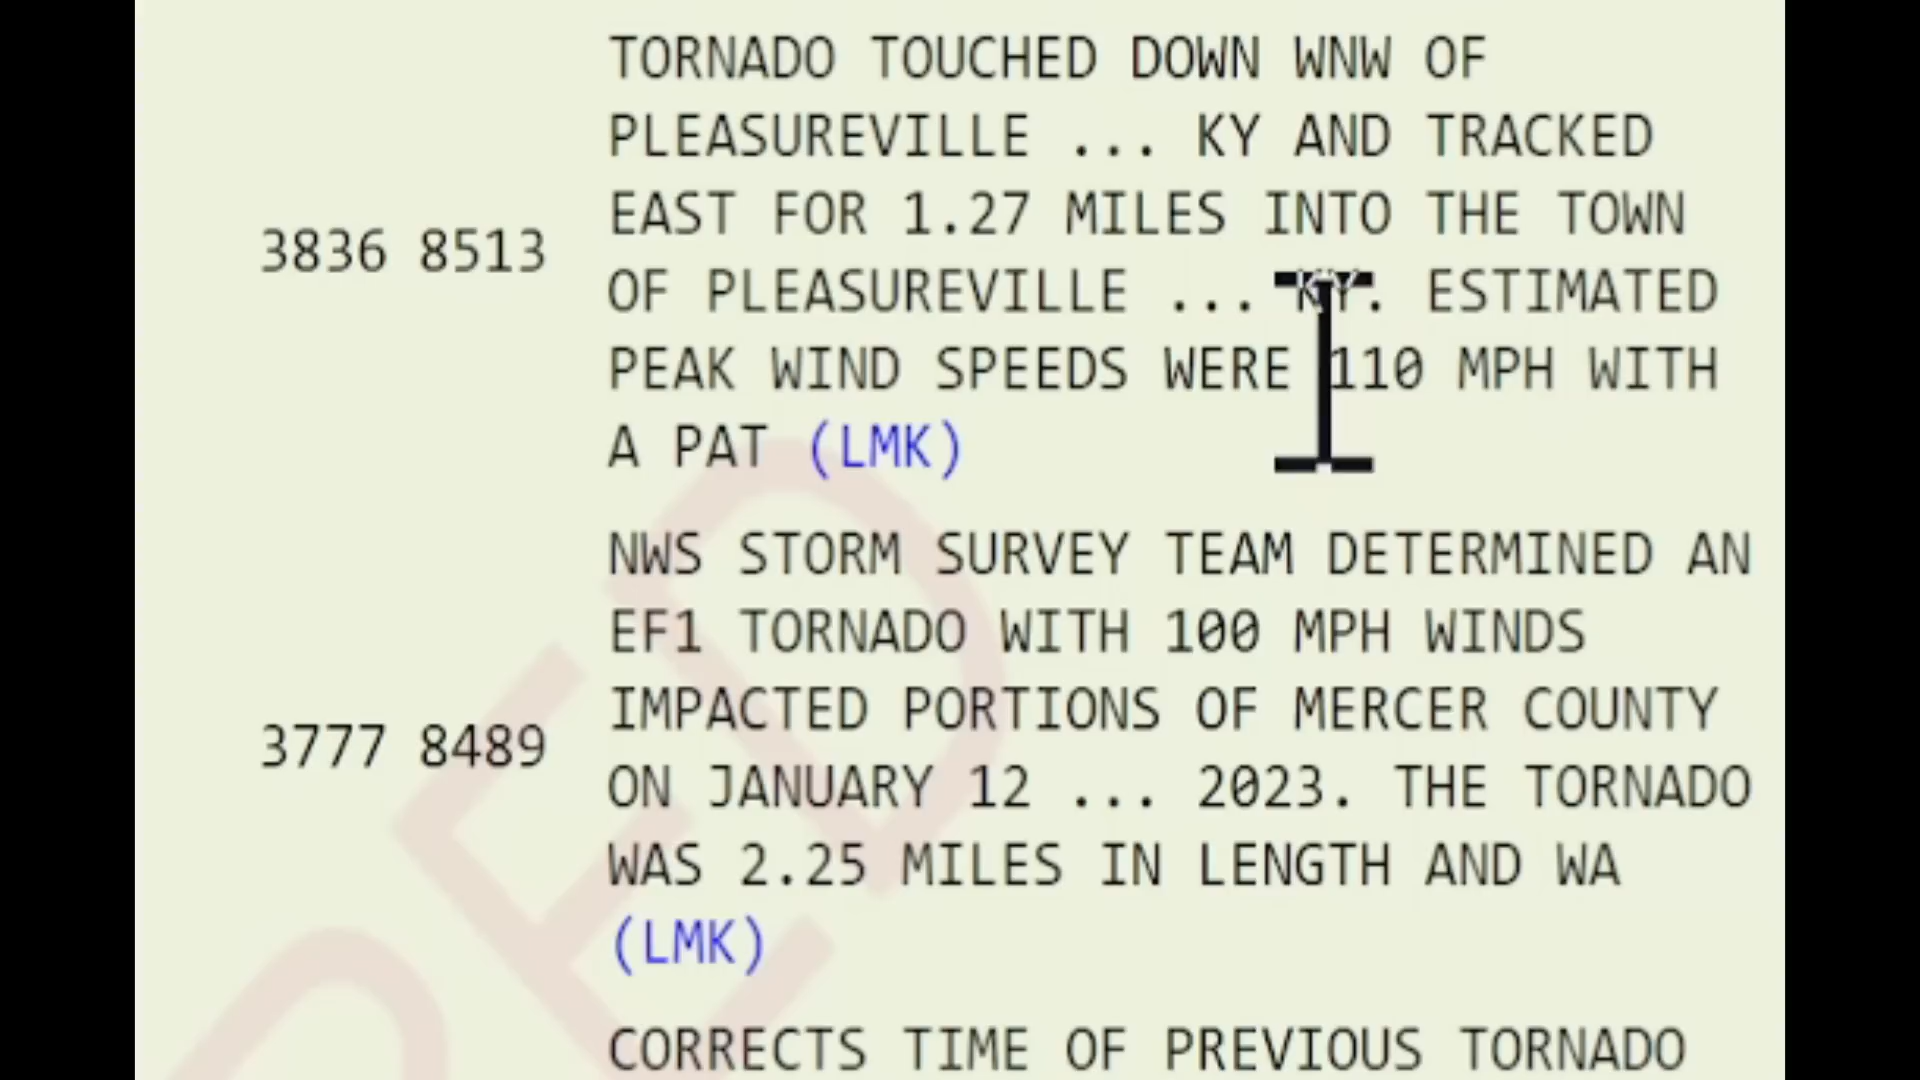 TORNADO TOUCHED DOWN WNW OF
PLEASUREVILLE ... KY AND TRACKED
EAST FOR 1.27 MILES INTO THE TOWN
3836 8513
OF PLEASUREVILLE ... KY. ESTIMATED
PEAK WIND SPEEDS WERE 110 MPH WITH
A PAT (LMK)
NWS STORM SURVEY TEAM DETERMINED AN
EF1 TORNADO WITH 100 MPH WINDS
IMPACTED PORTIONS OF MERCER COUNTY
3777 8489
ON JANUARY 12 ... 2023. THE TORNADO
WAS 2.25 MILES IN LENGTH AND WA
(LMK)
CORRECTS TIME OF PREVIOUS TORNADO